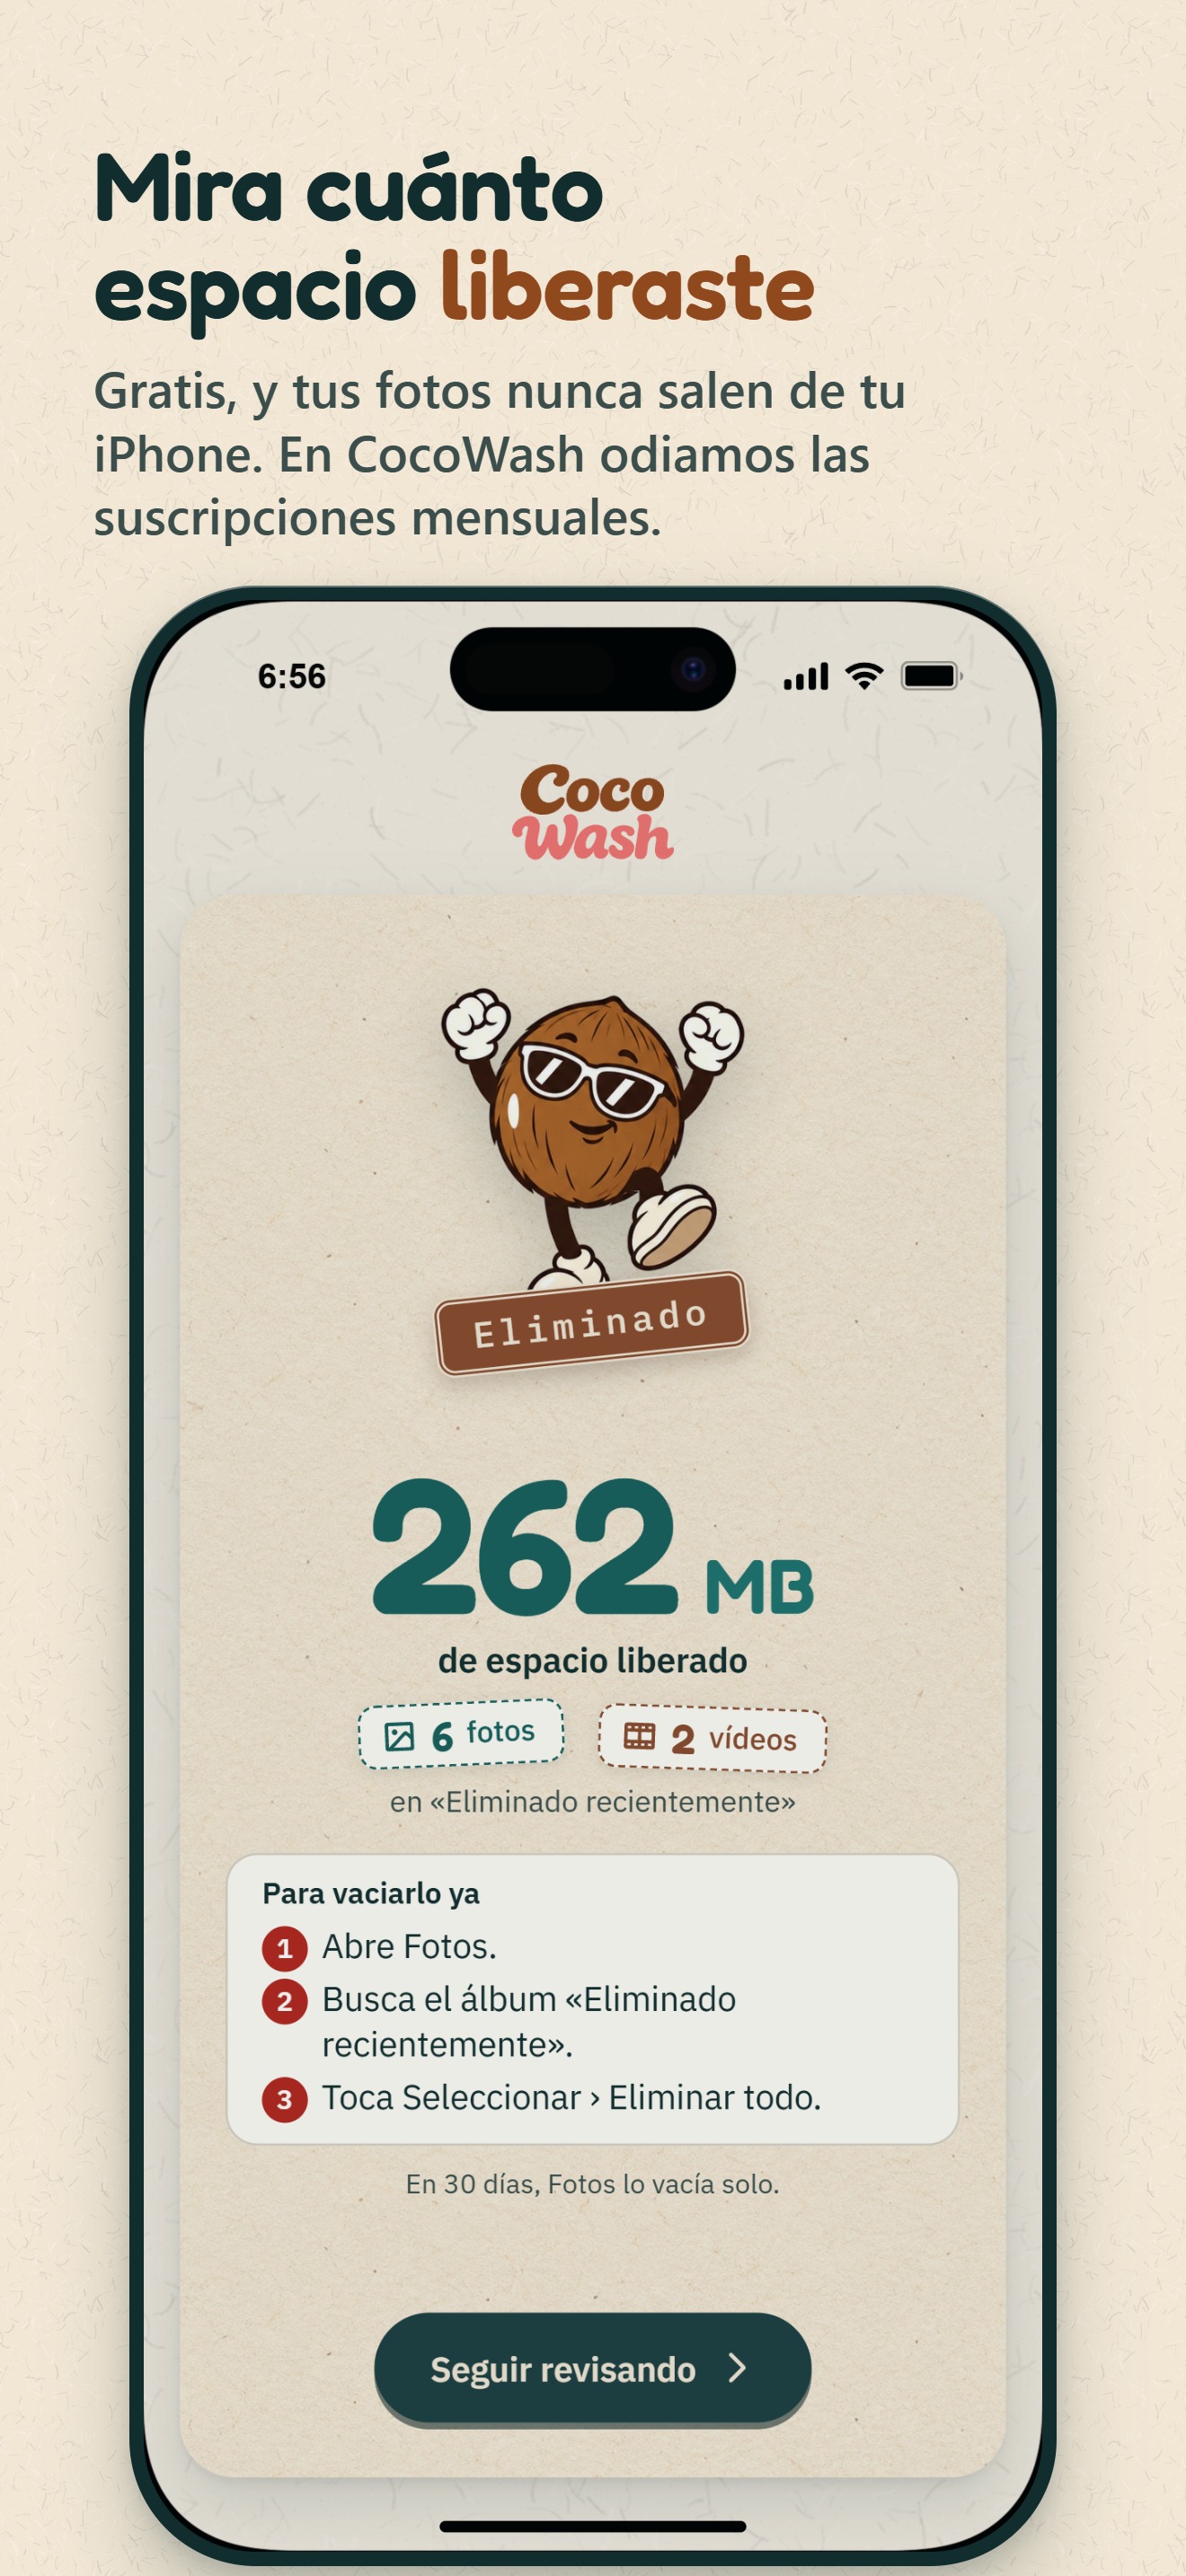 Mira cuánto
espacio liberaste
Gratis, y tus fotos nunca salen de tu
iPhone. En CocoWash odiamos las
suscripciones mensuales.
6:56
Coco
Wash
Eliminado
262 MB
de espacio liberado
6 fotos
2 vídeos
en «Eliminado recientemente»
Para vaciarlo ya
1 Abre Fotos.
2 Busca el álbum «Eliminado
recientemente».
3 Toca Seleccionar › Eliminar todo.
En 30 días, Fotos lo vacía solo.
Seguir revisando